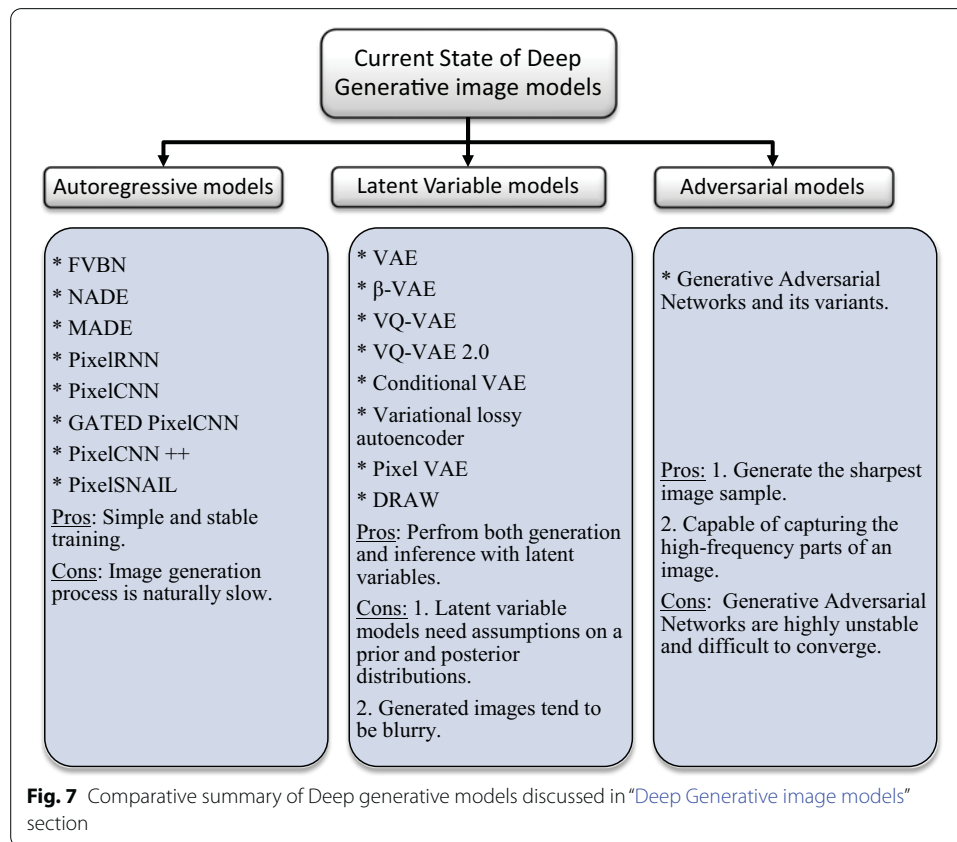 Current State of Deep
Generative image models
Autoregressive models
Latent Variable models
Adversarial models
* FVBN
* NADE
* MADE
* PixelRNN
* PixelCNN
* GATED PixelCNN
* PixelCNN ++
* PixelSNAIL
Pros: Simple and stable
training.
Cons: Image generation
process is naturally slow.
* VAE
* β-VAE
* VQ-VAE
* VQ-VAE 2.0
* Conditional VAE
* Variational lossy
autoencoder
* Pixel VAE
* DRAW
Pros: Perfrom both generation
and inference with latent
variables.
Cons: 1. Latent variable
models need assumptions on a
prior and posterior
distributions.
2. Generated images tend to
be blurry.
* Generative Adversarial
Networks and its variants.
Pros: 1. Generate the sharpest
image sample.
2. Capable of capturing the
high-frequency parts of an
image.
Cons: Generative Adversarial
Networks are highly unstable
and difficult to converge.
Fig. 7 Comparative summary of Deep generative models discussed in "Deep Generative image models"
section